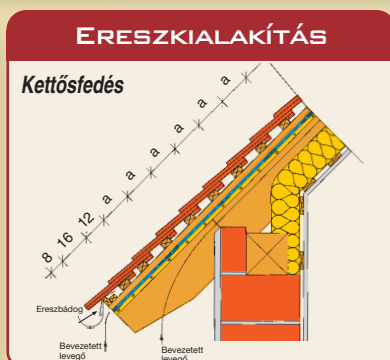 ERESZKIALAKÍTÁS
Kettősfedés
8 16 12 a a a a a a
Ereszbádog
Bevezetett
levegő
Bevezetett
levegő